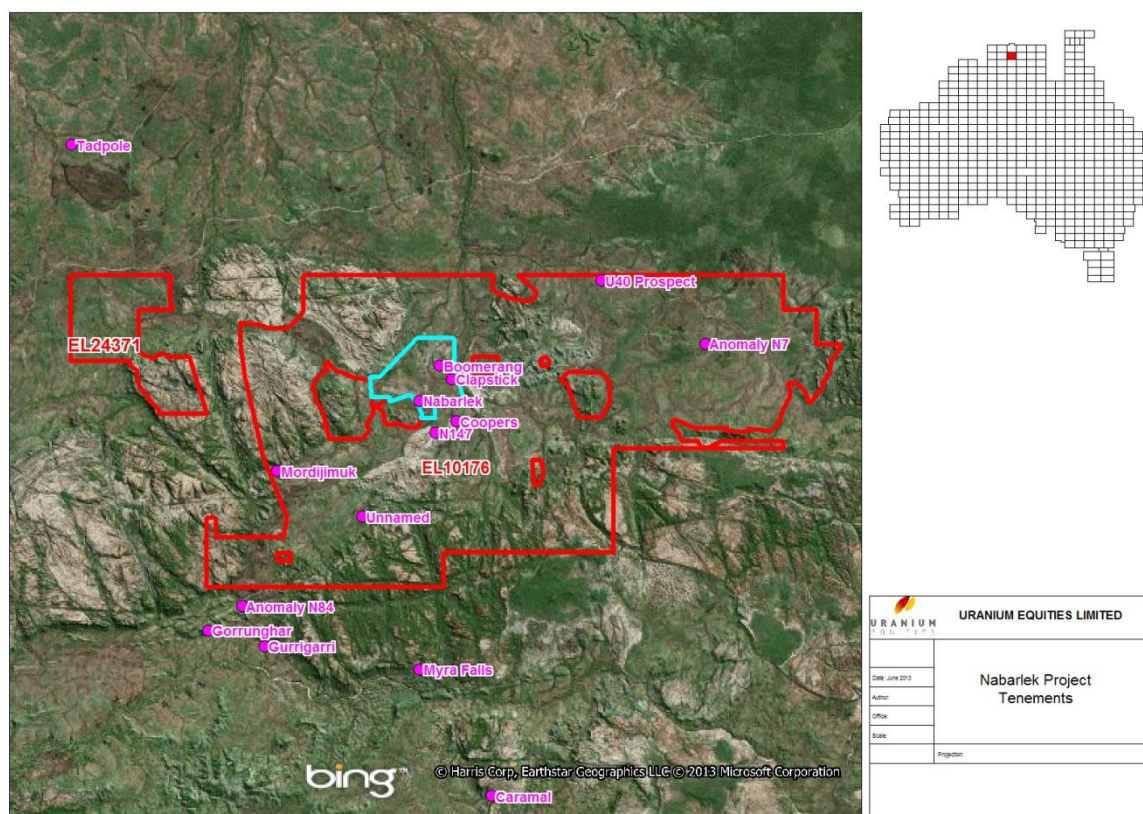 Tadpole
U40 Prospect
EL24371
Anomaly N7
Boomerang
Clapstick
Nabarlek
Coopers
N147
EL10176
Mordijimuk
Unnamed
Anomaly N84
Gorrunghar
Gurrigarri
Myra Falls
bing™
© Harris Corp, Earthstar Geographics LLC © 2013 Microsoft Corporation
Caramal
URANIUM
EQUITIES
URANIUM EQUITIES LIMITED
Date: June 2013
Author:
Office:
Scale:
Nabarlek Project
Tenements
Projection: